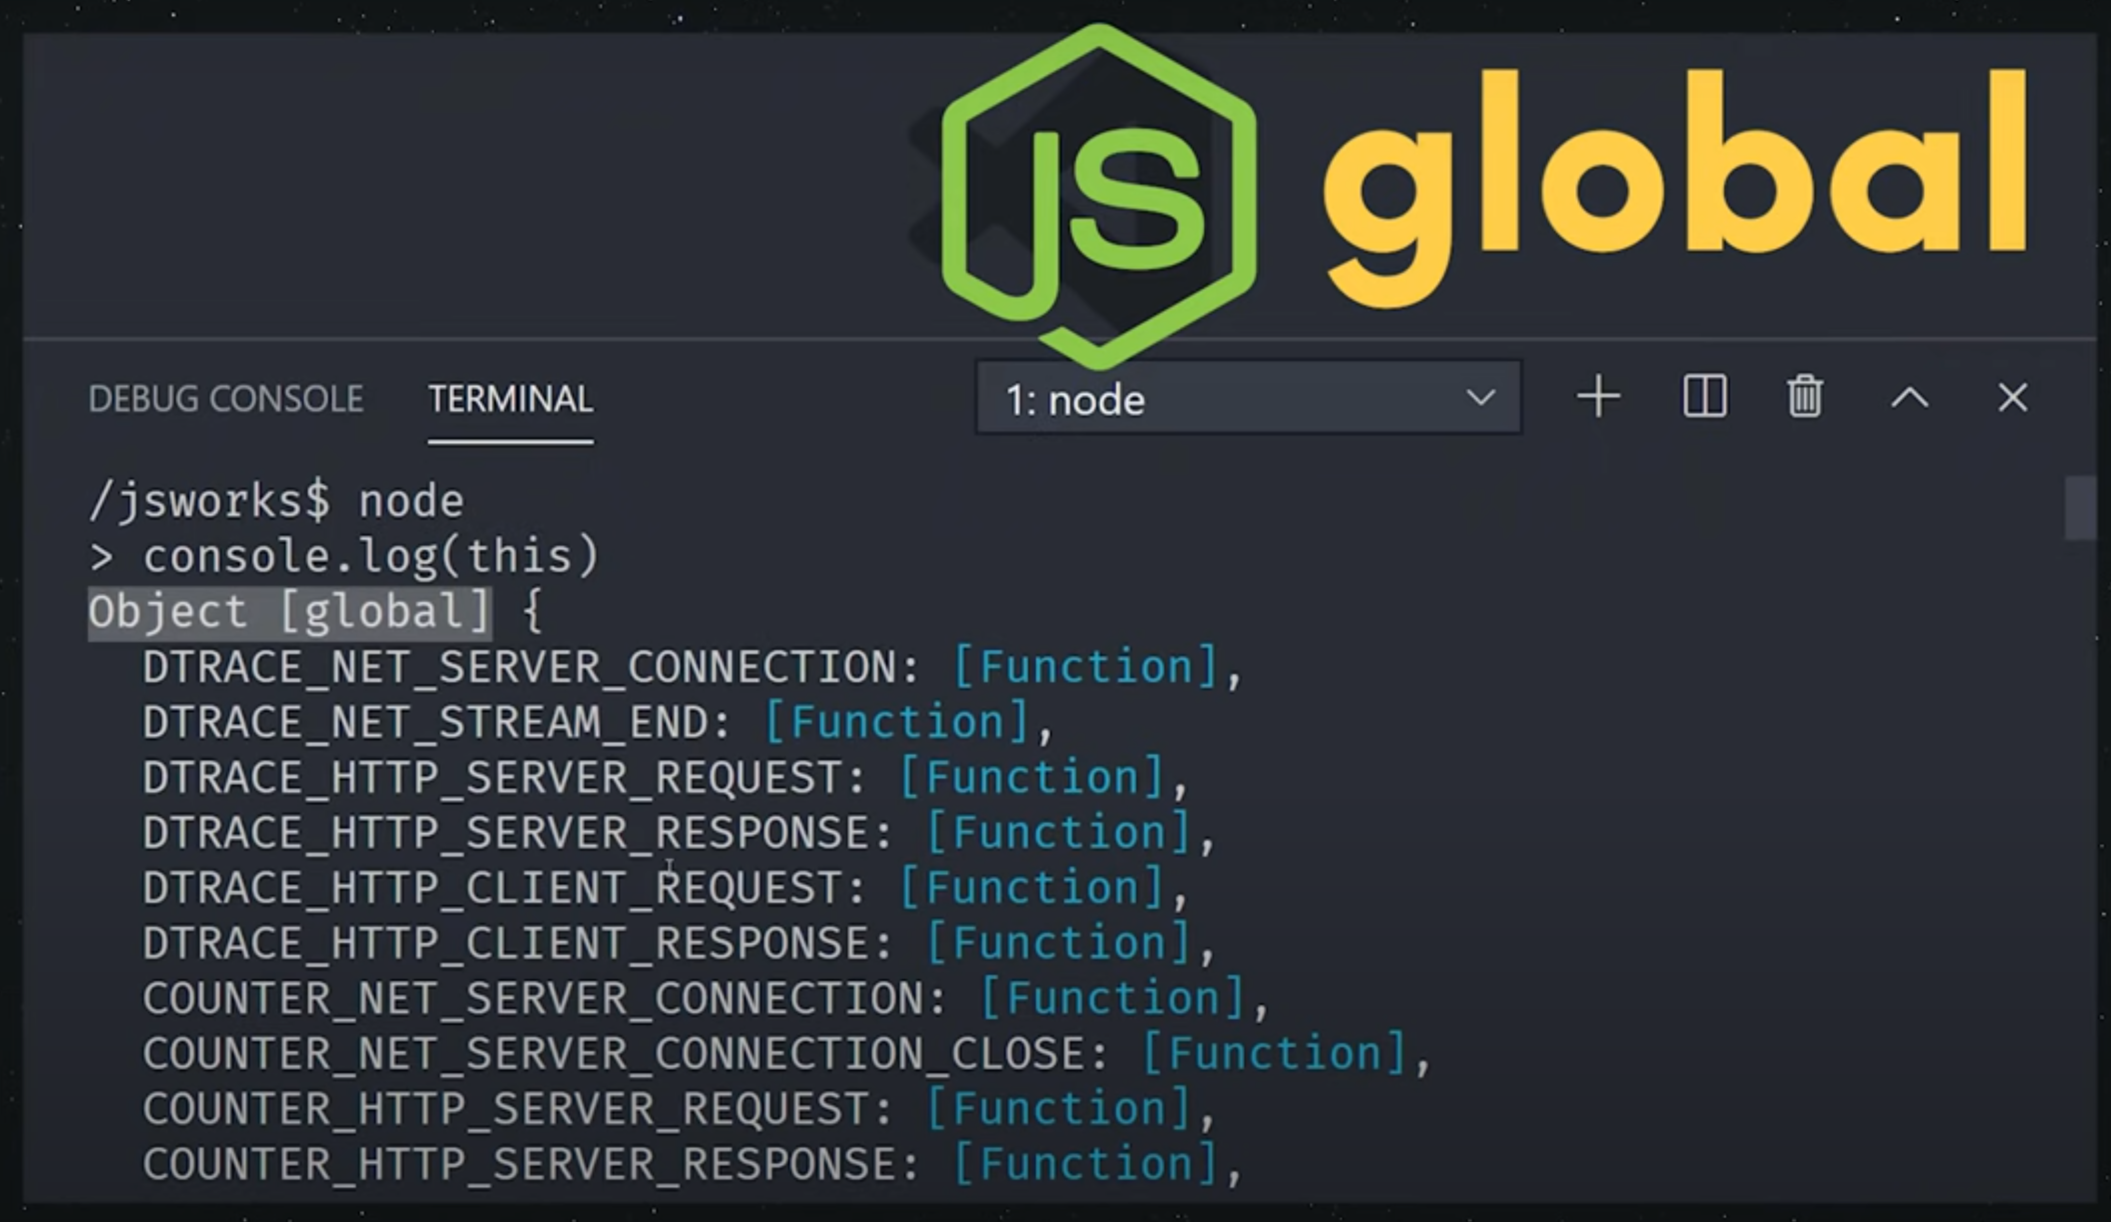 JS global
DEBUG CONSOLE TERMINAL 1: node
/jsworks$ node
> console.log(this)
Object [global] {
  DTRACE_NET_SERVER_CONNECTION: [Function],
  DTRACE_NET_STREAM_END: [Function],
  DTRACE_HTTP_SERVER_REQUEST: [Function],
  DTRACE_HTTP_SERVER_RESPONSE: [Function],
  DTRACE_HTTP_CLIENT_REQUEST: [Function],
  DTRACE_HTTP_CLIENT_RESPONSE: [Function],
  COUNTER_NET_SERVER_CONNECTION: [Function],
  COUNTER_NET_SERVER_CONNECTION_CLOSE: [Function],
  COUNTER_HTTP_SERVER_REQUEST: [Function],
  COUNTER_HTTP_SERVER_RESPONSE: [Function],